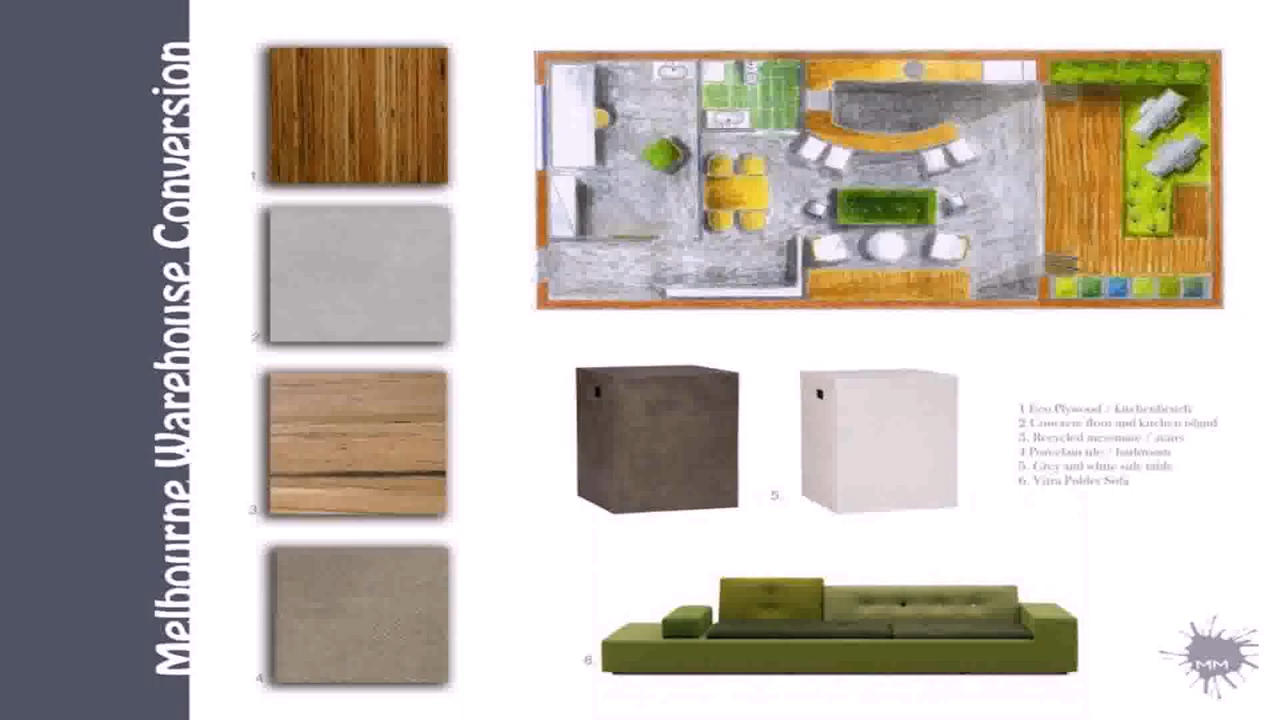 Melbourne Warehouse Conversion
1
2
3.
4
5.
6.
1 Eco Plywood / kitchenbench
2 Concrete floor and kitchen island
3. Recycled messmate / stairs
4 Porcelain tile / bathroom
5. Grey and white side table
6. Vitra Polder Sofa
MM